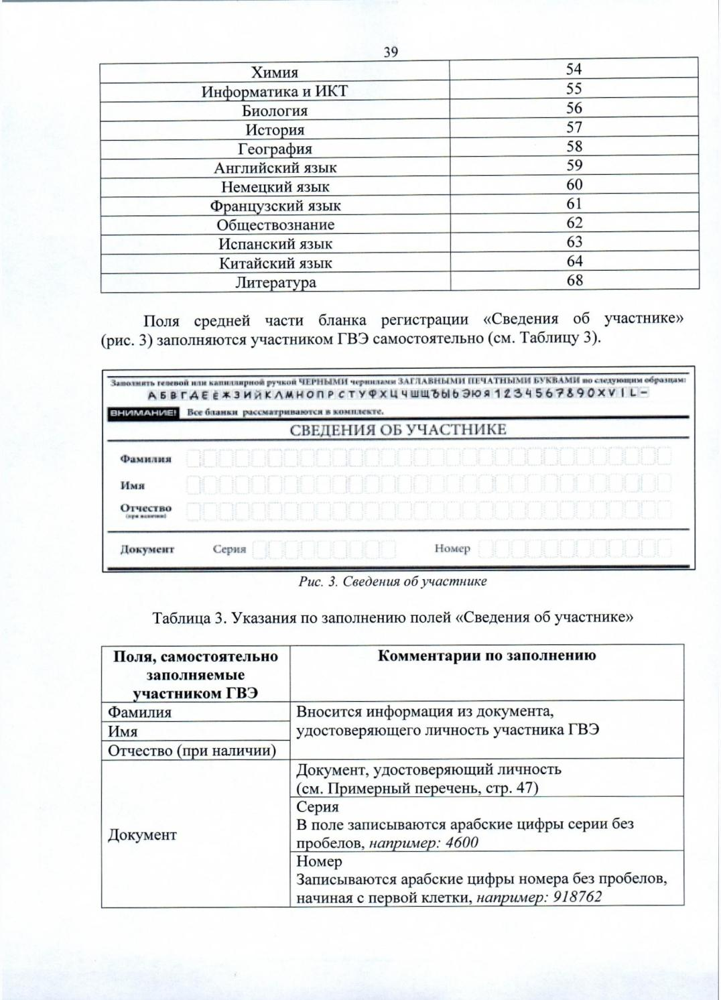 39
Химия 54
Информатика и ИКТ 55
Биология 56
История 57
География 58
Английский язык 59
Немецкий язык 60
Французский язык 61
Обществознание 62
Испанский язык 63
Китайский язык 64
Литература 68
Поля средней части бланка регистрации «Сведения об участнике»
(рис. 3) заполняются участником ГВЭ самостоятельно (см. Таблицу 3).
Заполнять гелевой или капиллярной ручкой ЧЕРНЫМИ чернилами ЗАГЛАВНЫМИ ПЕЧАТНЫМИ БУКВАМИ по следующим образцам:
А Б В Г Д Е Ё Ж З И Й К Л М Н О П Р С Т У Ф Х Ц Ч Ш Щ Ъ Ы Ь Э Ю Я 1 2 3 4 5 6 7 8 9 0 X V I L -
ВНИМАНИЕ! Все бланки рассматриваются в комплекте.
СВЕДЕНИЯ ОБ УЧАСТНИКЕ
Фамилия
Имя
Отчество
(при наличии)
Документ Серия Номер
Рис. 3. Сведения об участнике
Таблица 3. Указания по заполнению полей «Сведения об участнике»
Поля, самостоятельно
заполняемые
участником ГВЭ
Комментарии по заполнению
Фамилия
Имя
Отчество (при наличии)
Вносится информация из документа,
удостоверяющего личность участника ГВЭ
Документ
Документ, удостоверяющий личность
(см. Примерный перечень, стр. 47)
Серия
В поле записываются арабские цифры серии без
пробелов, например: 4600
Номер
Записываются арабские цифры номера без пробелов,
начиная с первой клетки, например: 918762